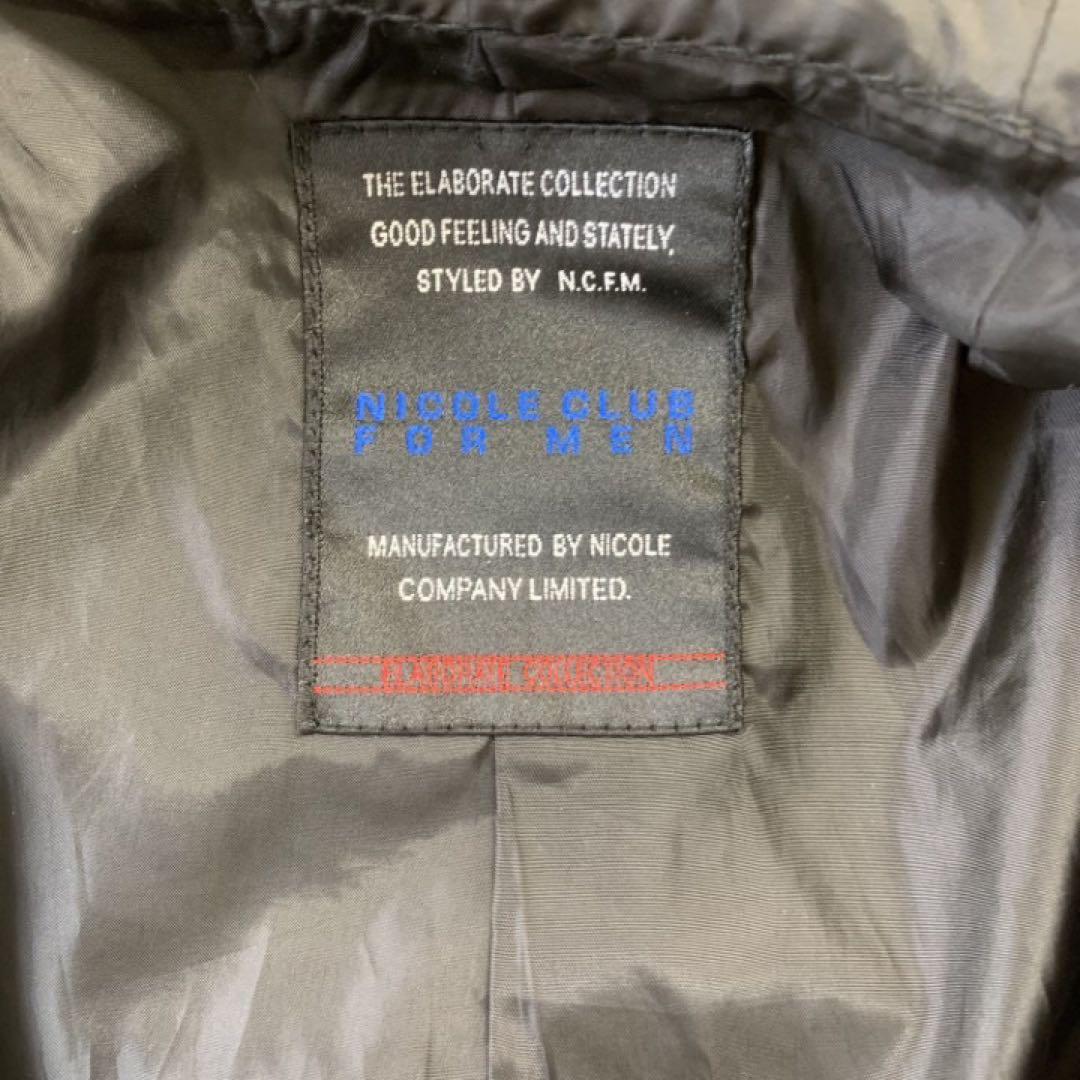 THE ELABORATE COLLECTION
GOOD FEELING AND STATELY,
STYLED BY N.C.F.M.
NICOLE CLUB
FOR MEN
MANUFACTURED BY NICOLE
COMPANY LIMITED.
ELABORATE COLLECTION